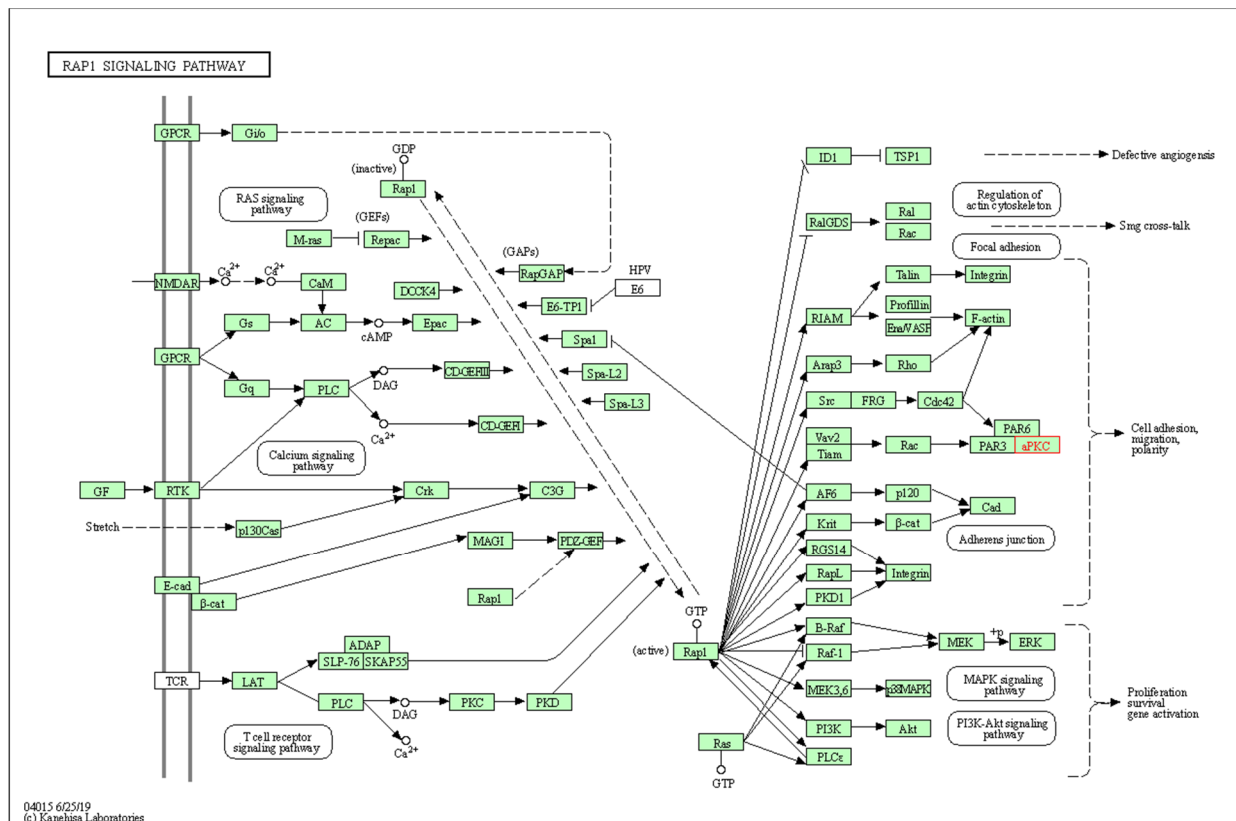 RAP1 SIGNALING PATHWAY
GPCR
Gi/o
GDP
(inactive)
Rap1
RAS signaling
pathway
(GEFs)
M-ras
Repac
(GAPs)
RapGAP
HPV
E6
E6-TP1
NMDAR
Ca2+
Ca2+
CaM
DOCK4
Gs
AC
cAMP
Epac
Spa1
GPCR
Spa-L2
Gq
PLC
DAG
CD-GEFIII
Spa-L3
Ca2+
CD-GEFI
Calcium signaling
pathway
GF
RTK
Crk
C3G
Stretch
p130Cas
MAGI
PDZ-GEF
E-cad
β-cat
Rap1
GTP
(active)
Rap1
ADAP
SLP-76
SKAP55
TCR
LAT
PLC
DAG
PKC
PKD
Ca2+
T cell receptor
signaling pathway
Ras
GTP
ID1
TSP1
Defective angiogensis
Regulation of
actin cytoskeleton
RalGDS
Ral
Rac
Smg cross-talk
Focal adhesion
Talin
Integrin
RIAM
Profillin
Ena/VASP
F-actin
Arap3
Rho
Src
FRG
Cdc42
PAR6
Vav2
Tiam
Rac
PAR3
aPKC
Cell adhesion,
migration,
polarity
AF6
p120
Cad
Krit
β-cat
Adherens junction
RGS14
RapL
Integrin
PKD1
B-Raf
Raf-1
MEK
+p
ERK
MEK3,6
p38MAPK
MAPK signaling
pathway
Proliferation
survival
gene activation
PI3K
Akt
PI3K-Akt signaling
pathway
PLCε
04015 6/25/19
(c) Kanehisa Laboratories